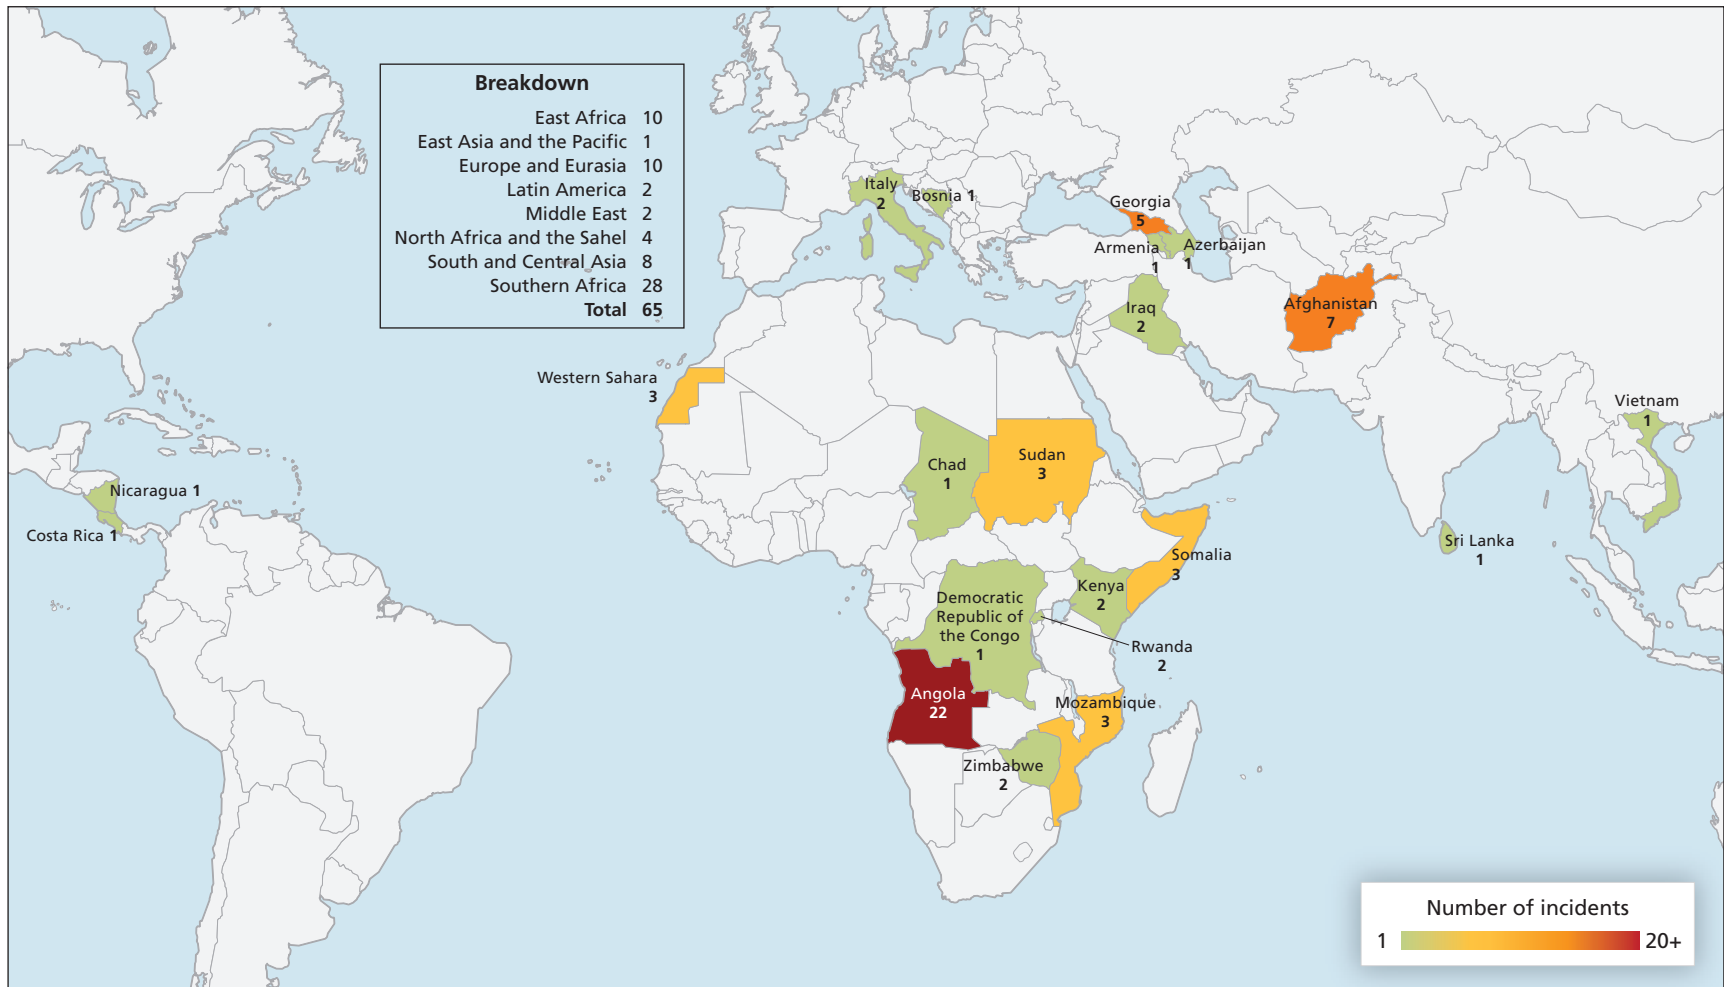 Breakdown
East Africa 10
East Asia and the Pacific 1
Europe and Eurasia 10
Latin America 2
Middle East 2
North Africa and the Sahel 4
South and Central Asia 8
Southern Africa 28
Total 65
Italy
2
Bosnia 1
Georgia
5
Armenia
1
Azerbaijan
1
Iraq
2
Afghanistan
7
Western Sahara
3
Vietnam
1
Chad
1
Sudan
3
Nicaragua 1
Costa Rica 1
Sri Lanka
1
Somalia
3
Kenya
2
Democratic
Republic of
the Congo
1
Rwanda
2
Angola
22
Mozambique
3
Zimbabwe
2
Number of incidents
1 20+